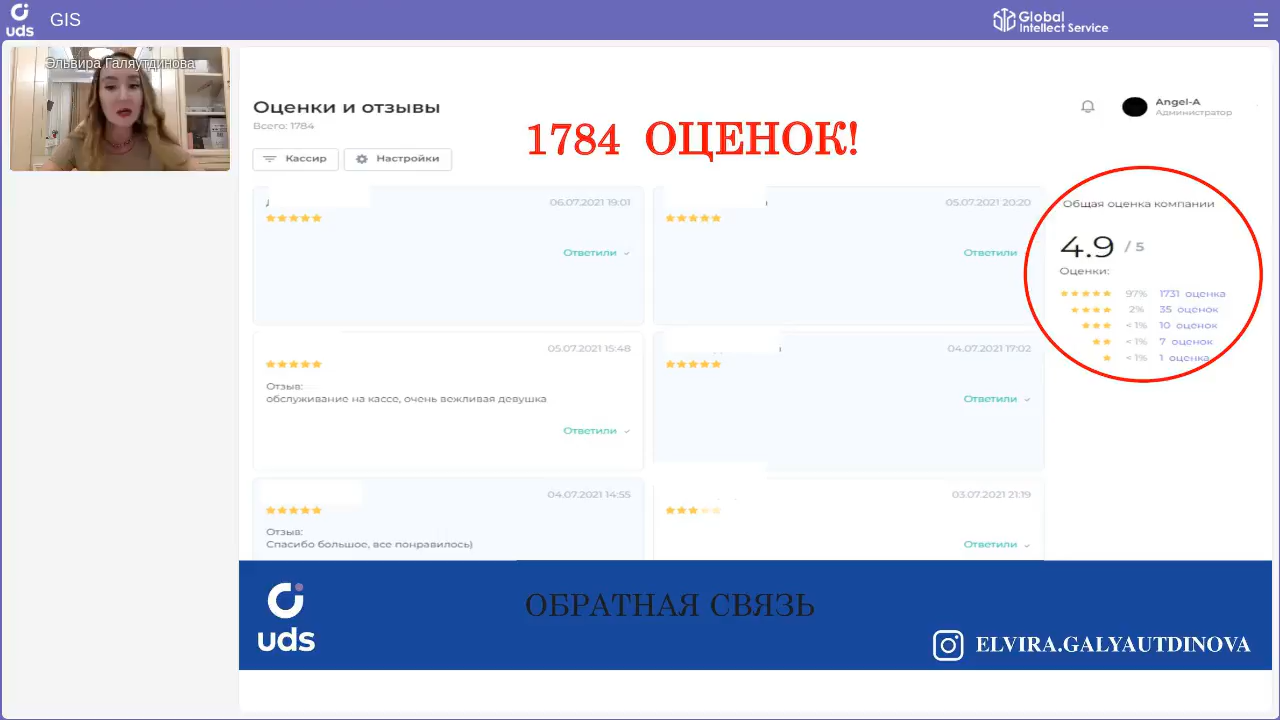 uds
GIS
Global
Intellect Service
Эльвира Галяутдинова
Оценки и отзывы
Всего: 1784
1784 ОЦЕНОК!
Angel-A
Администратор
Кассир
Настройки
06.07.2021 19:01
Ответили
05.07.2021 20:20
Ответили
Общая оценка компании
4.9 / 5
Оценки:
97% 1731 оценка
2% 35 оценок
< 1% 10 оценок
< 1% 7 оценок
< 1% 1 оценка
05.07.2021 15:48
Отзыв:
обслуживание на кассе, очень вежливая девушка
Ответили
04.07.2021 17:02
Ответили
04.07.2021 14:55
Отзыв:
Спасибо большое, все понравилось)
03.07.2021 21:19
Ответили
uds
ОБРАТНАЯ СВЯЗЬ
ELVIRA.GALYAUTDINOVA